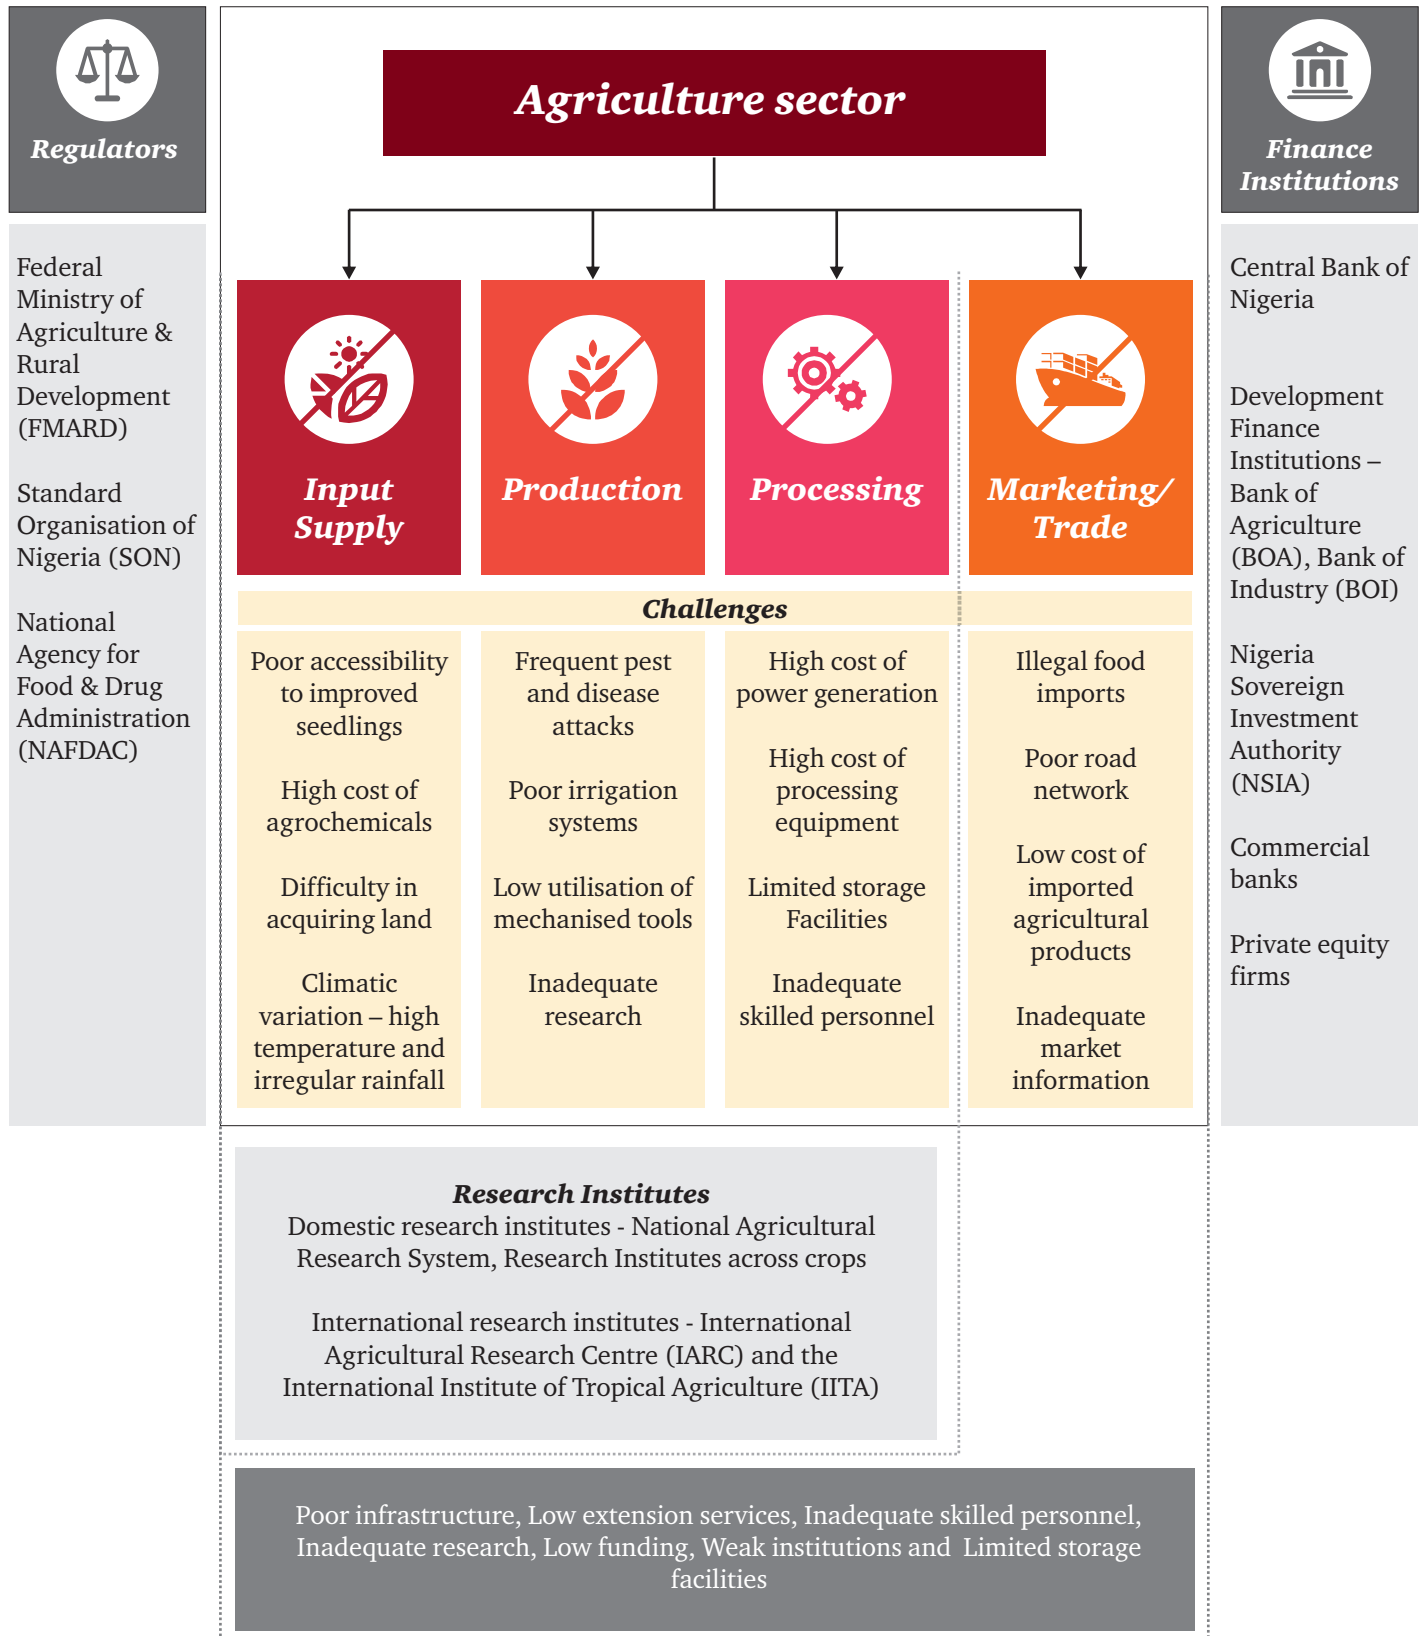 Regulators
Federal
Ministry of
Agriculture &
Rural
Development
(FMARD)
Standard
Organisation of
Nigeria (SON)
National
Agency for
Food & Drug
Administration
(NAFDAC)
Agriculture sector
Input
Supply
Production
Processing
Marketing/
Trade
Challenges
Poor accessibility
to improved
seedlings
High cost of
agrochemicals
Difficulty in
acquiring land
Climatic
variation – high
temperature and
irregular rainfall
Frequent pest
and disease
attacks
Poor irrigation
systems
Low utilisation of
mechanised tools
Inadequate
research
High cost of
power generation
High cost of
processing
equipment
Limited storage
Facilities
Inadequate
skilled personnel
Illegal food
imports
Poor road
network
Low cost of
imported
agricultural
products
Inadequate
market
information
Research Institutes
Domestic research institutes - National Agricultural
Research System, Research Institutes across crops
International research institutes - International
Agricultural Research Centre (IARC) and the
International Institute of Tropical Agriculture (IITA)
Poor infrastructure, Low extension services, Inadequate skilled personnel,
Inadequate research, Low funding, Weak institutions and  Limited storage
facilities
Finance
Institutions
Central Bank of
Nigeria
Development
Finance
Institutions –
Bank of
Agriculture
(BOA), Bank of
Industry (BOI)
Nigeria
Sovereign
Investment
Authority
(NSIA)
Commercial
banks
Private equity
firms